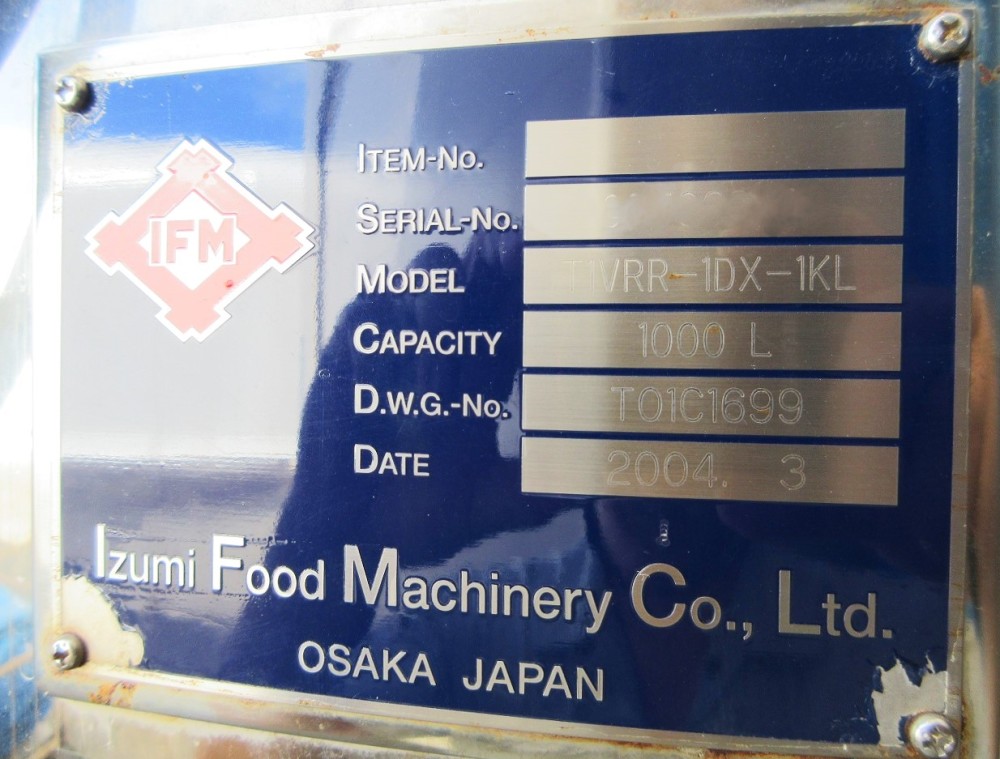 IFM
ITEM-No.
SERIAL-No.
MODEL TWVRR-1DX-1KL
CAPACITY 1000 L
D.W.G.-No. T01C1699
DATE 2004. 3
Izumi Food Machinery Co., Ltd.
OSAKA JAPAN